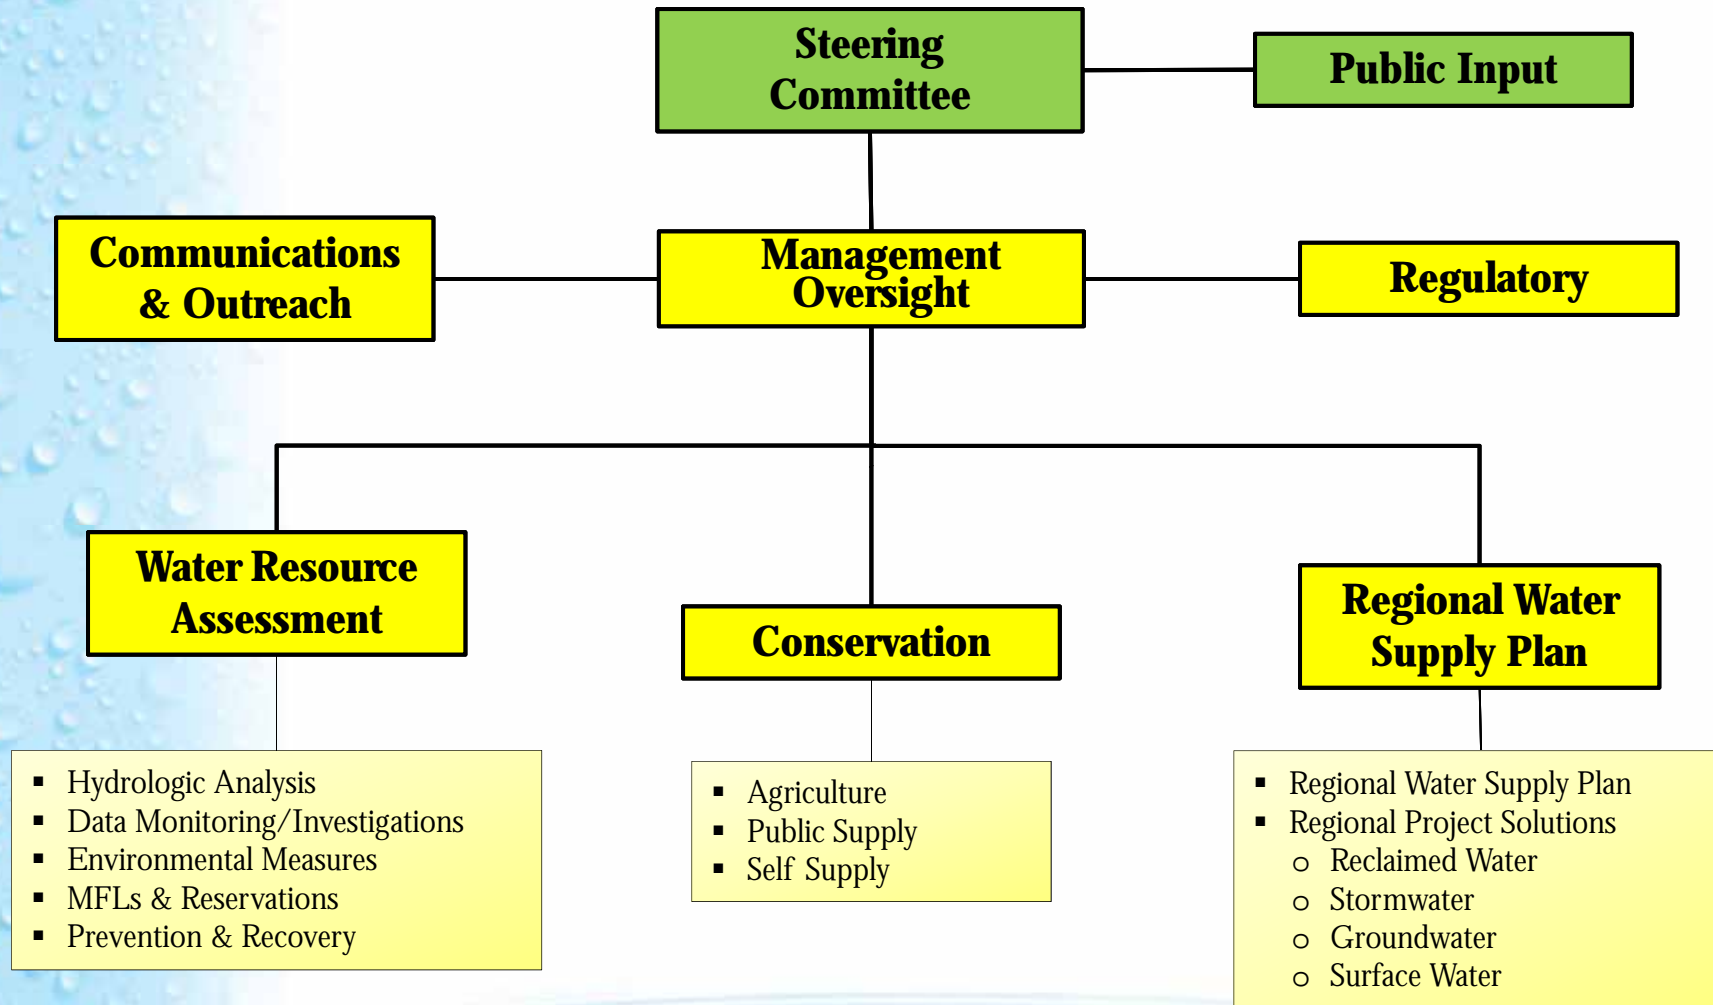 Steering
Committee
Public Input
Communications
& Outreach
Management
Oversight
Regulatory
Water Resource
Assessment
Conservation
Regional Water
Supply Plan
▪ Hydrologic Analysis
▪ Data Monitoring/Investigations
▪ Environmental Measures
▪ MFLs & Reservations
▪ Prevention & Recovery
▪ Agriculture
▪ Public Supply
▪ Self Supply
▪ Regional Water Supply Plan
▪ Regional Project Solutions
o Reclaimed Water
o Stormwater
o Groundwater
o Surface Water